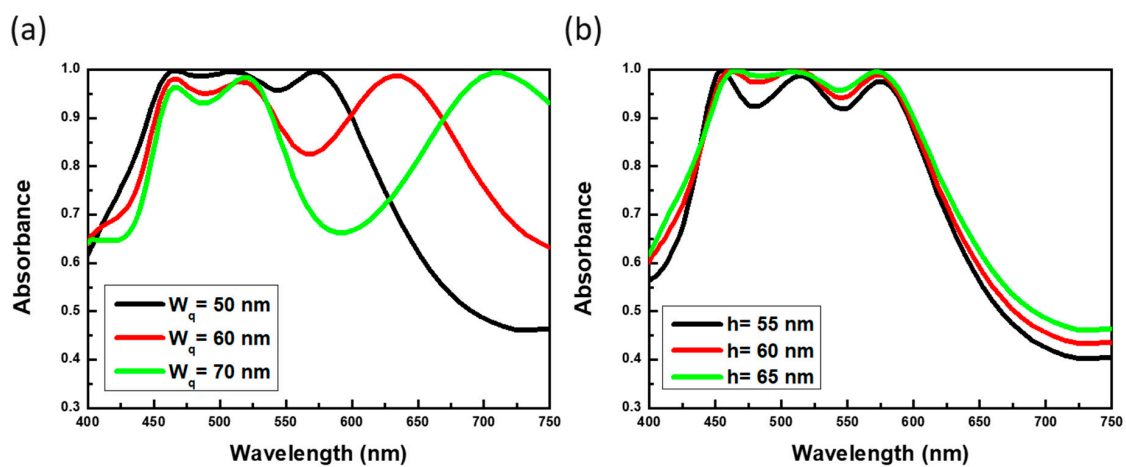 (a)
(b)
Absorbance
1.0
0.9
0.8
0.7
0.6
0.5
0.4
0.3
400 450 500 550 600 650 700 750
Wavelength (nm)
Wq= 50 nm
Wq= 60 nm
Wq= 70 nm
Absorbance
1.0
0.9
0.8
0.7
0.6
0.5
0.4
0.3
400 450 500 550 600 650 700 750
Wavelength (nm)
h= 55 nm
h= 60 nm
h= 65 nm